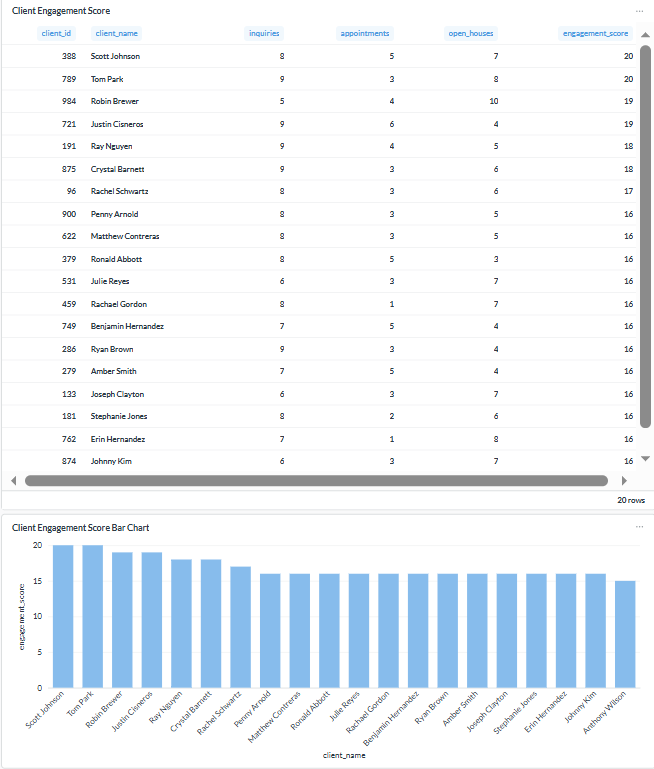 Client Engagement Score ...
client_id client_name inquiries appointments open_houses engagement_score
388 Scott Johnson 8 5 7 20
789 Tom Park 9 3 8 20
984 Robin Brewer 5 4 10 19
721 Justin Cisneros 9 6 4 19
191 Ray Nguyen 9 4 5 18
875 Crystal Barnett 9 3 6 18
96 Rachel Schwartz 8 3 6 17
900 Penny Arnold 8 3 5 16
622 Matthew Contreras 8 3 5 16
379 Ronald Abbott 8 5 3 16
531 Julie Reyes 6 3 7 16
459 Rachael Gordon 8 1 7 16
749 Benjamin Hernandez 7 5 4 16
286 Ryan Brown 9 3 4 16
279 Amber Smith 7 5 4 16
133 Joseph Clayton 6 3 7 16
181 Stephanie Jones 8 2 6 16
762 Erin Hernandez 7 1 8 16
874 Johnny Kim 6 3 7 16
20 rows
Client Engagement Score Bar Chart ...
engagement_score
20
15
10
5
0
Scott Johnson
Tom Park
Robin Brewer
Justin Cisneros
Ray Nguyen
Crystal Barnett
Rachel Schwartz
Penny Arnold
Matthew Contreras
Ronald Abbott
Julie Reyes
Rachael Gordon
Benjamin Hernandez
Ryan Brown
Amber Smith
Joseph Clayton
Stephanie Jones
Erin Hernandez
Johnny Kim
Anthony Wilson
client_name